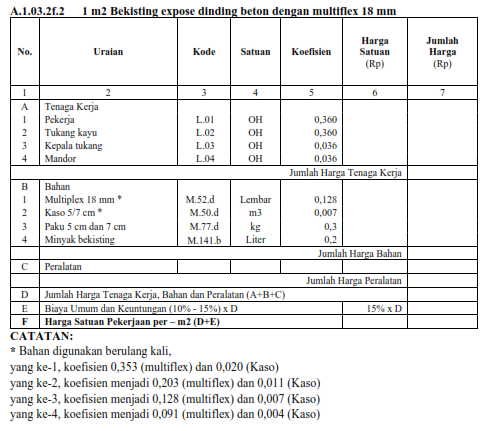 A.1.03.2f.2 1 m2 Bekisting expose dinding beton dengan multiflex 18 mm
No. Uraian Kode Satuan Koefisien Harga Satuan (Rp) Jumlah Harga (Rp)
1 2 3 4 5 6 7
A Tenaga Kerja
1 Pekerja L.01 OH 0,360
2 Tukang kayu L.02 OH 0,360
3 Kepala tukang L.03 OH 0,036
4 Mandor L.04 OH 0,036
Jumlah Harga Tenaga Kerja
B Bahan
1 Multiplex 18 mm * M.52.d Lembar 0,128
2 Kaso 5/7 cm * M.50.d m3 0,007
3 Paku 5 cm dan 7 cm M.77.d kg 0,3
4 Minyak bekisting M.141.b Liter 0,2
Jumlah Harga Bahan
C Peralatan
Jumlah Harga Peralatan
D Jumlah Harga Tenaga Kerja, Bahan dan Peralatan (A+B+C)
E Biaya Umum dan Keuntungan (10% - 15%) x D 15% x D
F Harga Satuan Pekerjaan per – m2 (D+E)
CATATAN:
* Bahan digunakan berulang kali,
yang ke-1, koefisien 0,353 (multiflex) dan 0,020 (Kaso)
yang ke-2, koefisien menjadi 0,203 (multiflex) dan 0,011 (Kaso)
yang ke-3, koefisien menjadi 0,128 (multiflex) dan 0,007 (Kaso)
yang ke-4, koefisien menjadi 0,091 (multiflex) dan 0,004 (Kaso)